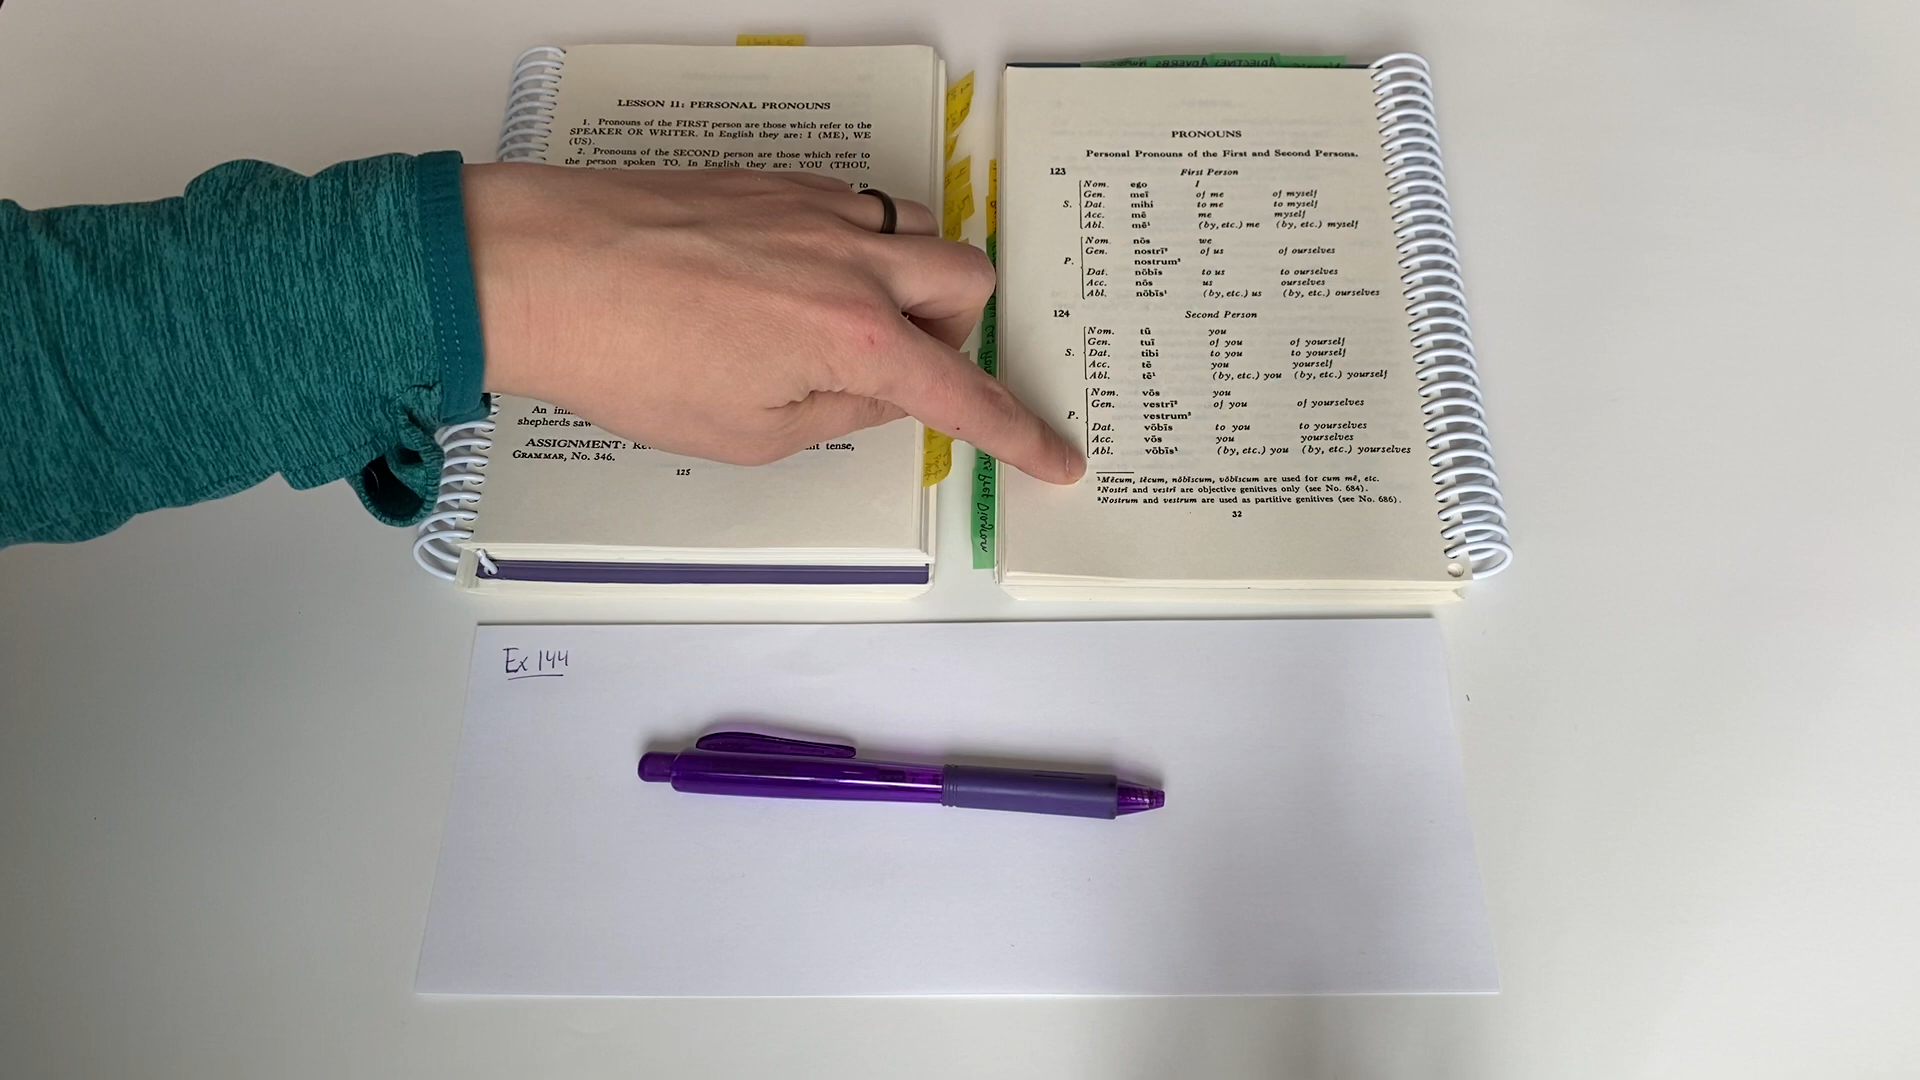 LESSON 11: PERSONAL PRONOUNS
1. Pronouns of the FIRST person are those which refer to the
SPEAKER OR WRITER. In English they are: I (ME), WE
(US).
2. Pronouns of the SECOND person are those which refer to
the person spoken TO. In English they are: YOU (THOU,
to
An
shepherds saw
ASSIGNMENT: tense,
GRAMMAR, No. 346.
125
PRONOUNS
Personal Pronouns of the First and Second Persons.
123 First Person
Nom. ego I
Gen. meī of me of myself
S. Dat. mihi to me to myself
Acc. mē me myself
Abl. mē¹ (by, etc.) me (by, etc.) myself
Nom. nōs we
Gen. nostrī² of us of ourselves
P. nostrum³
Dat. nōbīs to us to ourselves
Acc. nōs us ourselves
Abl. nōbīs¹ (by, etc.) us (by, etc.) ourselves
124 Second Person
Nom. tū you
Gen. tuī of you of yourself
S. Dat. tibi to you to yourself
Acc. tē you yourself
Abl. tē¹ (by, etc.) you (by, etc.) yourself
Nom. vōs you
Gen. vestrī² of you of yourselves
P. vestrum³
Dat. vōbīs to you to yourselves
Acc. vōs you yourselves
Abl. vōbīs¹ (by, etc.) you (by, etc.) yourselves
¹Mēcum, tēcum, nōbīscum, vōbīscum are used for cum mē, etc.
²Nostrī and vestrī are objective genitives only (see No. 684).
³Nostrum and vestrum are used as partitive genitives (see No. 686).
32
Ex 144